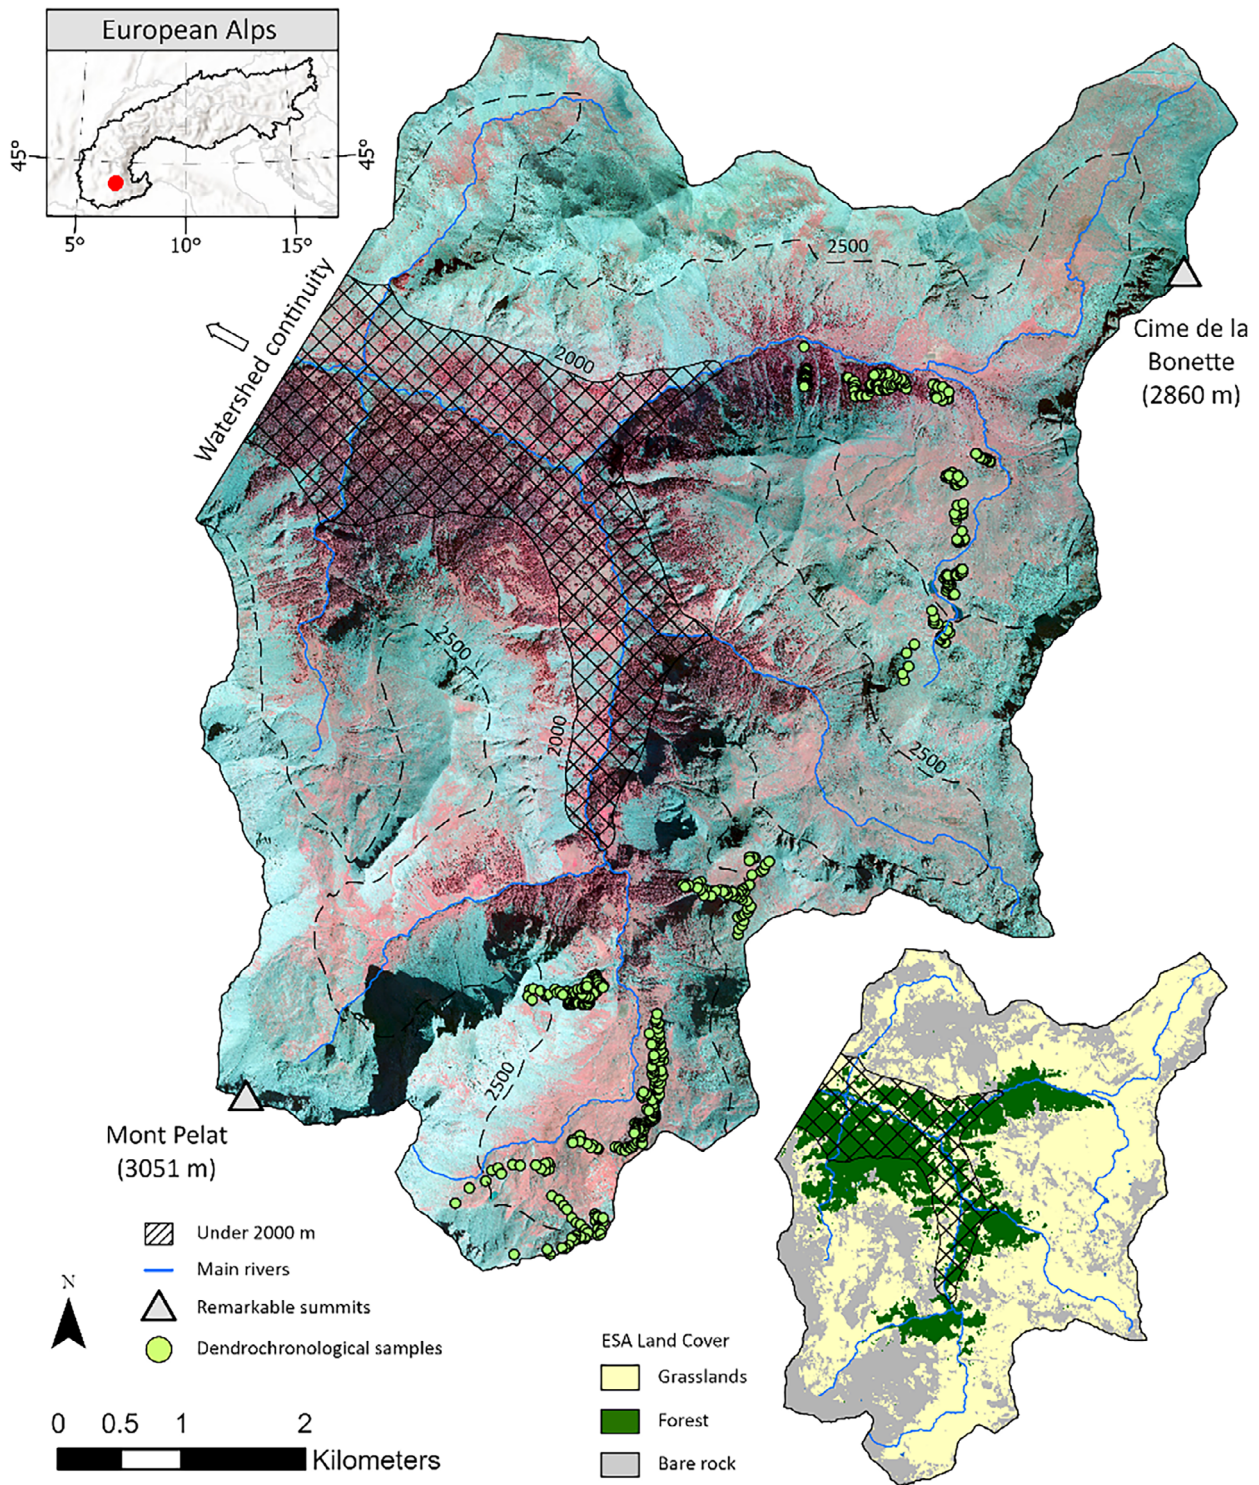 European Alps
45°
45°
5°
10°
15°
Watershed continuity
2500
2000
Cime de la
Bonette
(2860 m)
2500
2000
2500
2500
Mont Pelat
(3051 m)
Under 2000 m
Main rivers
N
Remarkable summits
Dendrochronological samples
0 0.5 1 2
Kilometers
ESA Land Cover
Grasslands
Forest
Bare rock